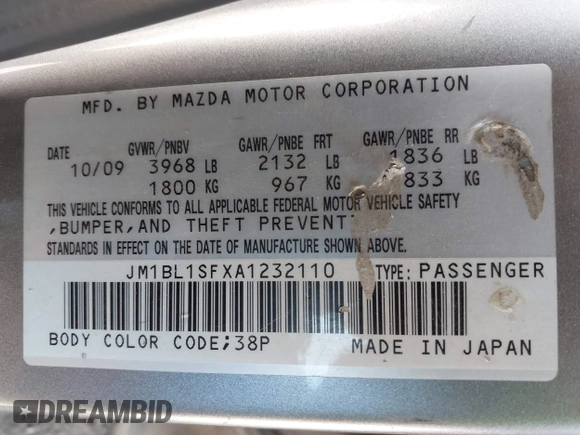 MFD. BY MAZDA MOTOR CORPORATION
DATE GVWR/PNBV GAWR/PNBE FRT GAWR/PNBE RR
10/09 3968 LB 2132 LB 1836 LB
1800 KG 967 KG 833 KG
THIS VEHICLE CONFORMS TO ALL APPLICABLE FEDERAL MOTOR VEHICLE SAFETY
,BUMPER,AND THEFT PREVENT
STANDARDS IN EFFECT ON THE DATE OF MANUFACTURE SHOWN ABOVE.
JM1BL1SFXA1232110 TYPE: PASSENGER
BODY COLOR CODE;38P MADE IN JAPAN
DREAMBID